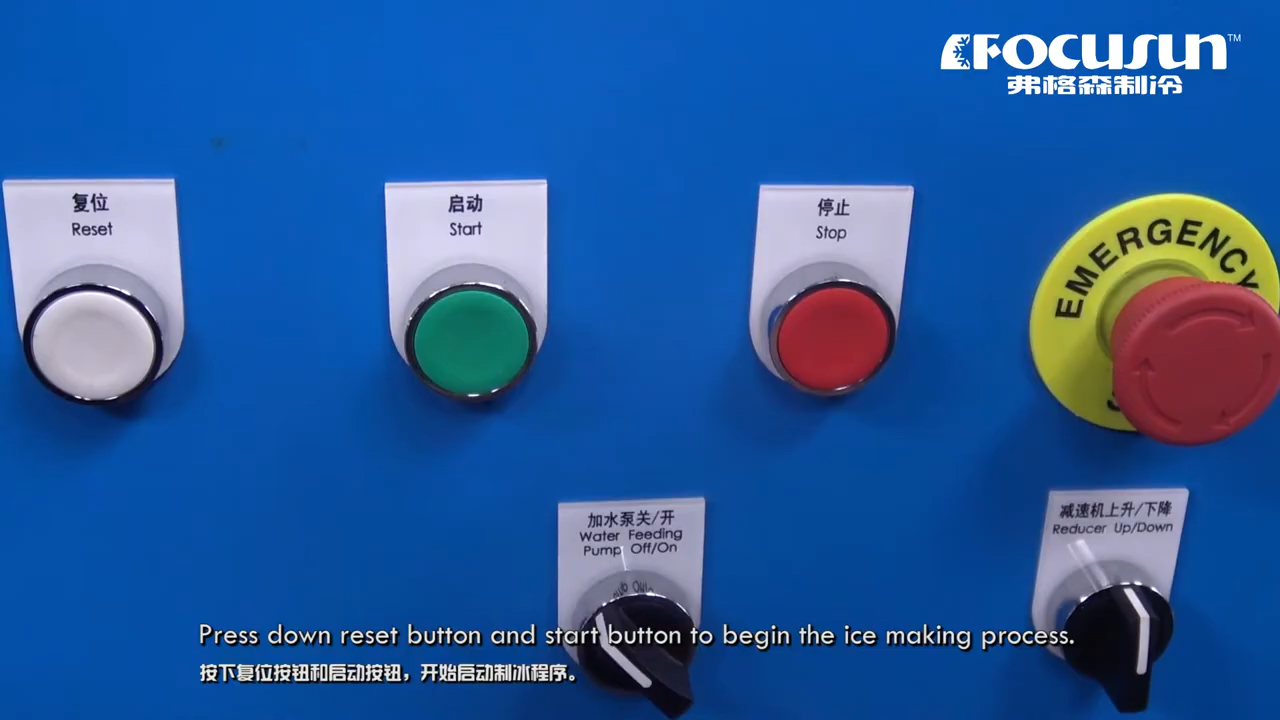 FOCUSUN™
弗格森制冷
复位
Reset
启动
Start
停止
Stop
EMERGENCY
加水泵关/开
Water Feeding
Pump Off/On
减速机上升/下降
Reducer Up/Down
Press down reset button and start button to begin the ice making process.
按下复位按钮和启动按钮，开始启动制冰程序。